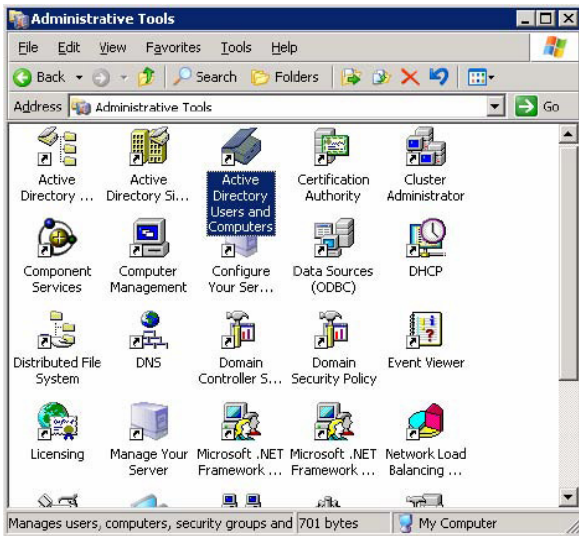 Administrative Tools
File Edit View Favorites Tools Help
Back Search Folders
Address Administrative Tools Go
Active Directory ...
Active Directory Si...
Active Directory Users and Computers
Certification Authority
Cluster Administrator
Component Services
Computer Management
Configure Your Ser...
Data Sources (ODBC)
DHCP
Distributed File System
DNS
Domain Controller S...
Domain Security Policy
Event Viewer
Licensing
Manage Your Server
Microsoft .NET Framework ...
Microsoft .NET Framework ...
Network Load Balancing ...
Manages users, computers, security groups and 701 bytes My Computer